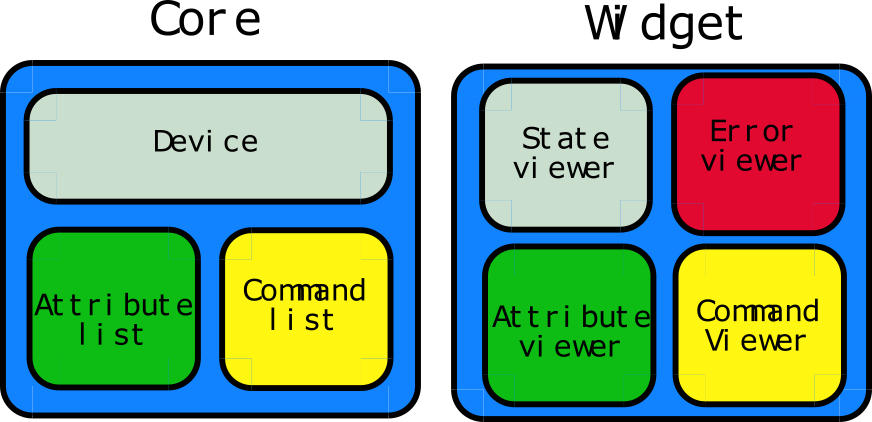 Core
Widget
Device
State
viewer
Error
viewer
Attribute
list
Command
list
Attribute
viewer
Command
Viewer